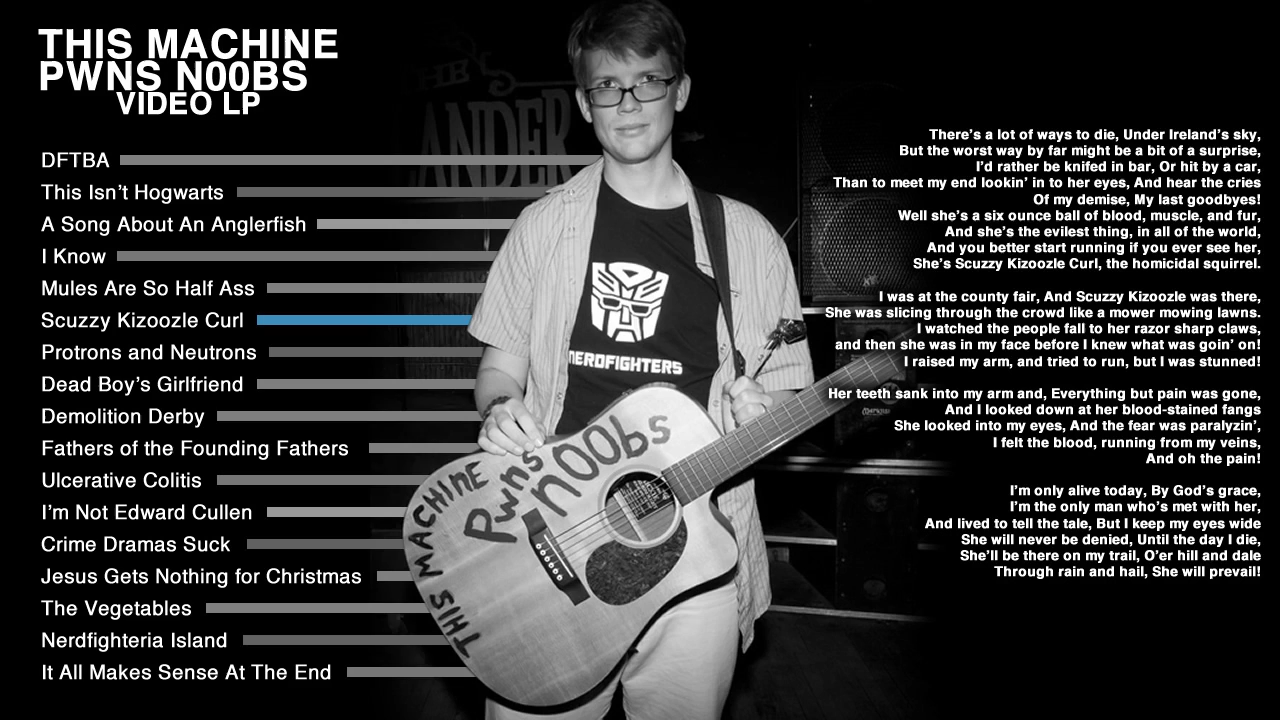 THIS MACHINE
PWNS N00BS
VIDEO LP
DFTBA
This Isn't Hogwarts
A Song About An Anglerfish
I Know
Mules Are So Half Ass
Scuzzy Kizoozle Curl
Protrons and Neutrons
Dead Boy's Girlfriend
Demolition Derby
Fathers of the Founding Fathers
Ulcerative Colitis
I'm Not Edward Cullen
Crime Dramas Suck
Jesus Gets Nothing for Christmas
The Vegetables
Nerdfighteria Island
It All Makes Sense At The End
THE
ANDER
NERDFIGHTERS
THIS MACHINE
Pwns
n00bs
There's a lot of ways to die, Under Ireland's sky,
But the worst way by far might be a bit of a surprise,
I'd rather be knifed in bar, Or hit by a car,
Than to meet my end lookin' in to her eyes, And hear the cries
Of my demise, My last goodbyes!
Well she's a six ounce ball of blood, muscle, and fur,
And she's the evilest thing, in all of the world,
And you better start running if you ever see her,
She's Scuzzy Kizoozle Curl, the homicidal squirrel.
I was at the county fair, And Scuzzy Kizoozle was there,
She was slicing through the crowd like a mower mowing lawns.
I watched the people fall to her razor sharp claws,
and then she was in my face before I knew what was goin' on!
I raised my arm, and tried to run, but I was stunned!
Her teeth sank into my arm and, Everything but pain was gone,
And I looked down at her blood-stained fangs
She looked into my eyes, And the fear was paralyzin',
I felt the blood, running from my veins,
And oh the pain!
I'm only alive today, By God's grace,
I'm the only man who's met with her,
And lived to tell the tale, But I keep my eyes wide
She will never be denied, Until the day I die,
She'll be there on my trail, O'er hill and dale
Through rain and hail, She will prevail!